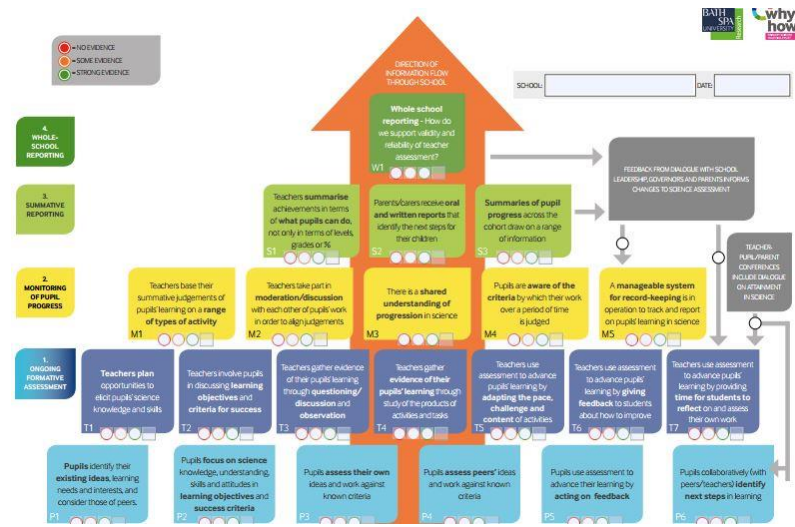 BATH
SPA
UNIVERSITY
Research
why
how
= NO EVIDENCE
= SOME EVIDENCE
= STRONG EVIDENCE
DIRECTION OF
INFORMATION FLOW
THROUGH SCHOOL
SCHOOL:
DATE:
4.
WHOLE-
SCHOOL
REPORTING
Whole school
reporting - How do
we support validity and
reliability of teacher
assessment?
W1
FEEDBACK FROM DIALOGUE WITH SCHOOL
LEADERSHIP, GOVERNORS AND PARENTS INFORMS
CHANGES TO SCIENCE ASSESSMENT
3.
SUMMATIVE
REPORTING
Teachers summarise
achievements in terms
of what pupils can do,
not only in terms of levels,
grades or %
S1
Parents/carers receive oral
and written reports that
identify the next steps for
their children
S2
Summaries of pupil
progress across the
cohort draw on a range
of information
S3
TEACHER-
PUPIL/PARENT
CONFERENCES
INCLUDE DIALOGUE
ON ATTAINMENT
IN SCIENCE
2.
MONITORING
OF PUPIL
PROGRESS
Teachers base their
summative judgements of
pupils' learning on a range
of types of activity
M1
Teachers take part in
moderation/discussion
with each other of pupils' work
in order to align judgements
M2
There is a shared
understanding of
progression in science
M3
Pupils are aware of the
criteria by which their work
over a period of time
is judged
M4
A manageable system
for record-keeping is in
operation to track and report
on pupils' learning in science
M5
1.
ONGOING
FORMATIVE
ASSESSMENT
Teachers plan
opportunities to
elicit pupils' science
knowledge and skills
T1
Teachers involve pupils
in discussing learning
objectives and
criteria for success
T2
Teachers gather evidence
of their pupils' learning
through questioning/
discussion and
observation
T3
Teachers gather
evidence of their
pupils' learning through
study of the products of
activities and tasks
T4
Teachers use
assessment to advance
pupils' learning by
adapting the pace,
challenge and
content of activities
T5
Teachers use assessment
to advance pupils'
learning by giving
feedback to students
about how to improve
T6
Teachers use assessment
to advance pupils'
learning by providing
time for students to
reflect on and assess
their own work
T7
Pupils identify their
existing ideas, learning
needs and interests, and
consider those of peers.
P1
Pupils focus on science
knowledge, understanding,
skills and attitudes in
learning objectives and
success criteria
P2
Pupils assess their own
ideas and work against
known criteria
P3
Pupils assess peers' ideas
and work against known
criteria
P4
Pupils use assessment to
advance their learning by
acting on feedback
P5
Pupils collaboratively (with
peers/teachers) identify
next steps in learning
P6